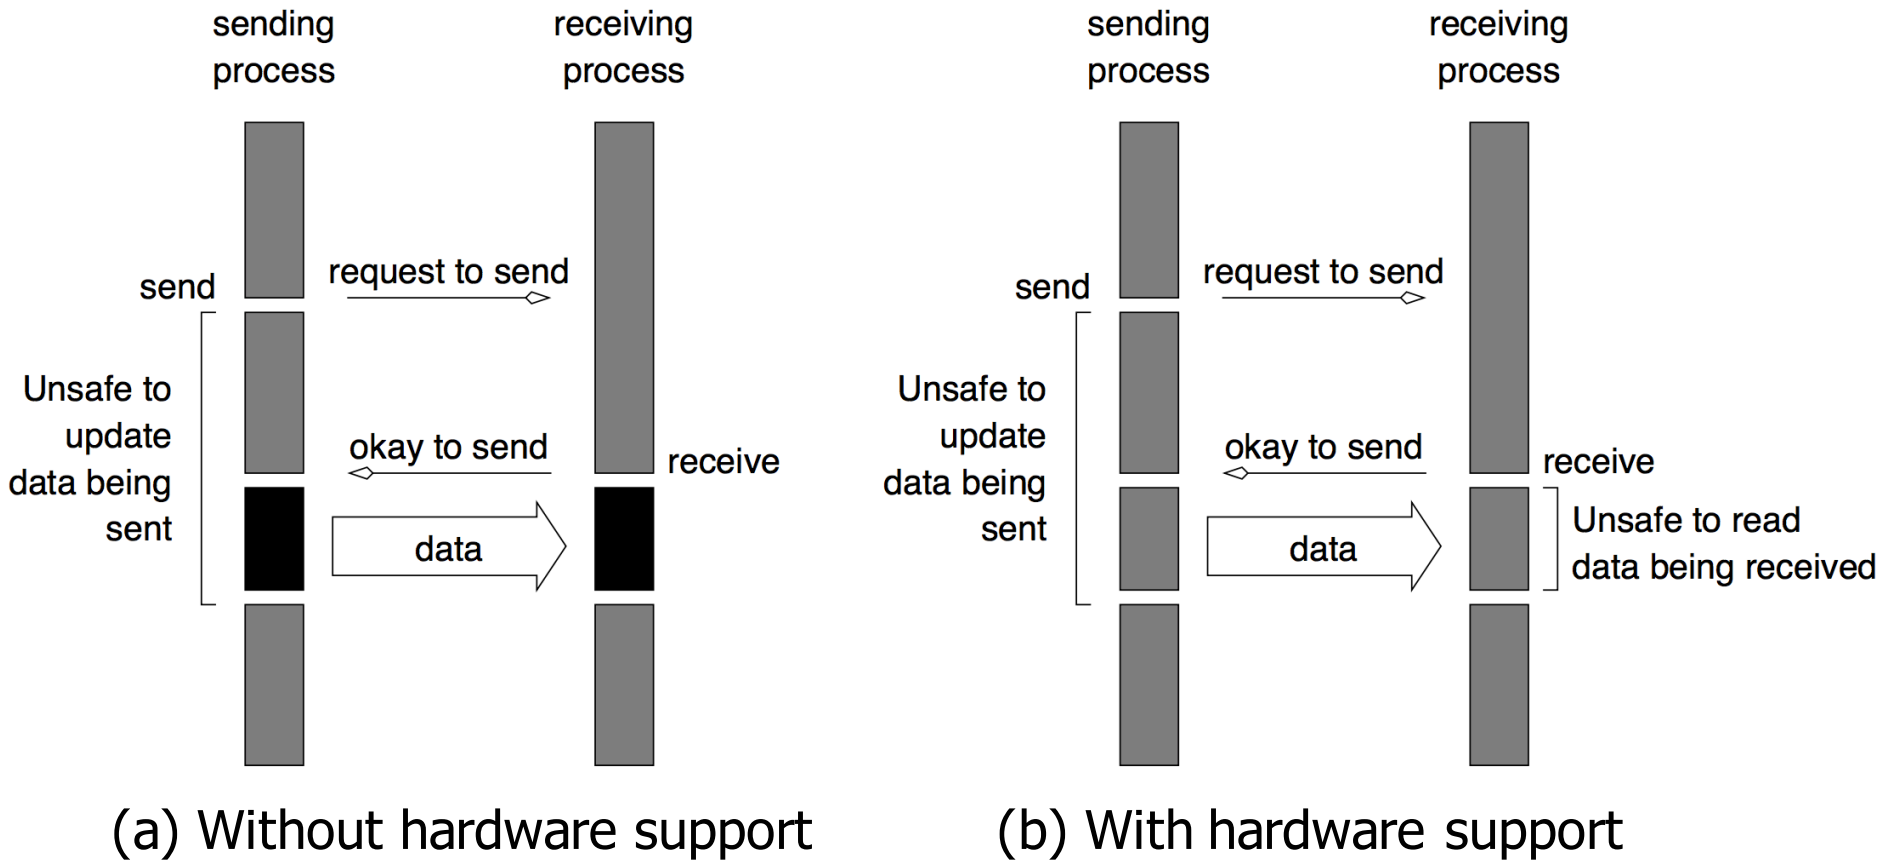 sending
process
receiving
process
send
request to send
Unsafe to
update
data being
sent
okay to send
receive
data
(a) Without hardware support
sending
process
receiving
process
send
request to send
Unsafe to
update
data being
sent
okay to send
receive
data
Unsafe to read
data being received
(b) With hardware support